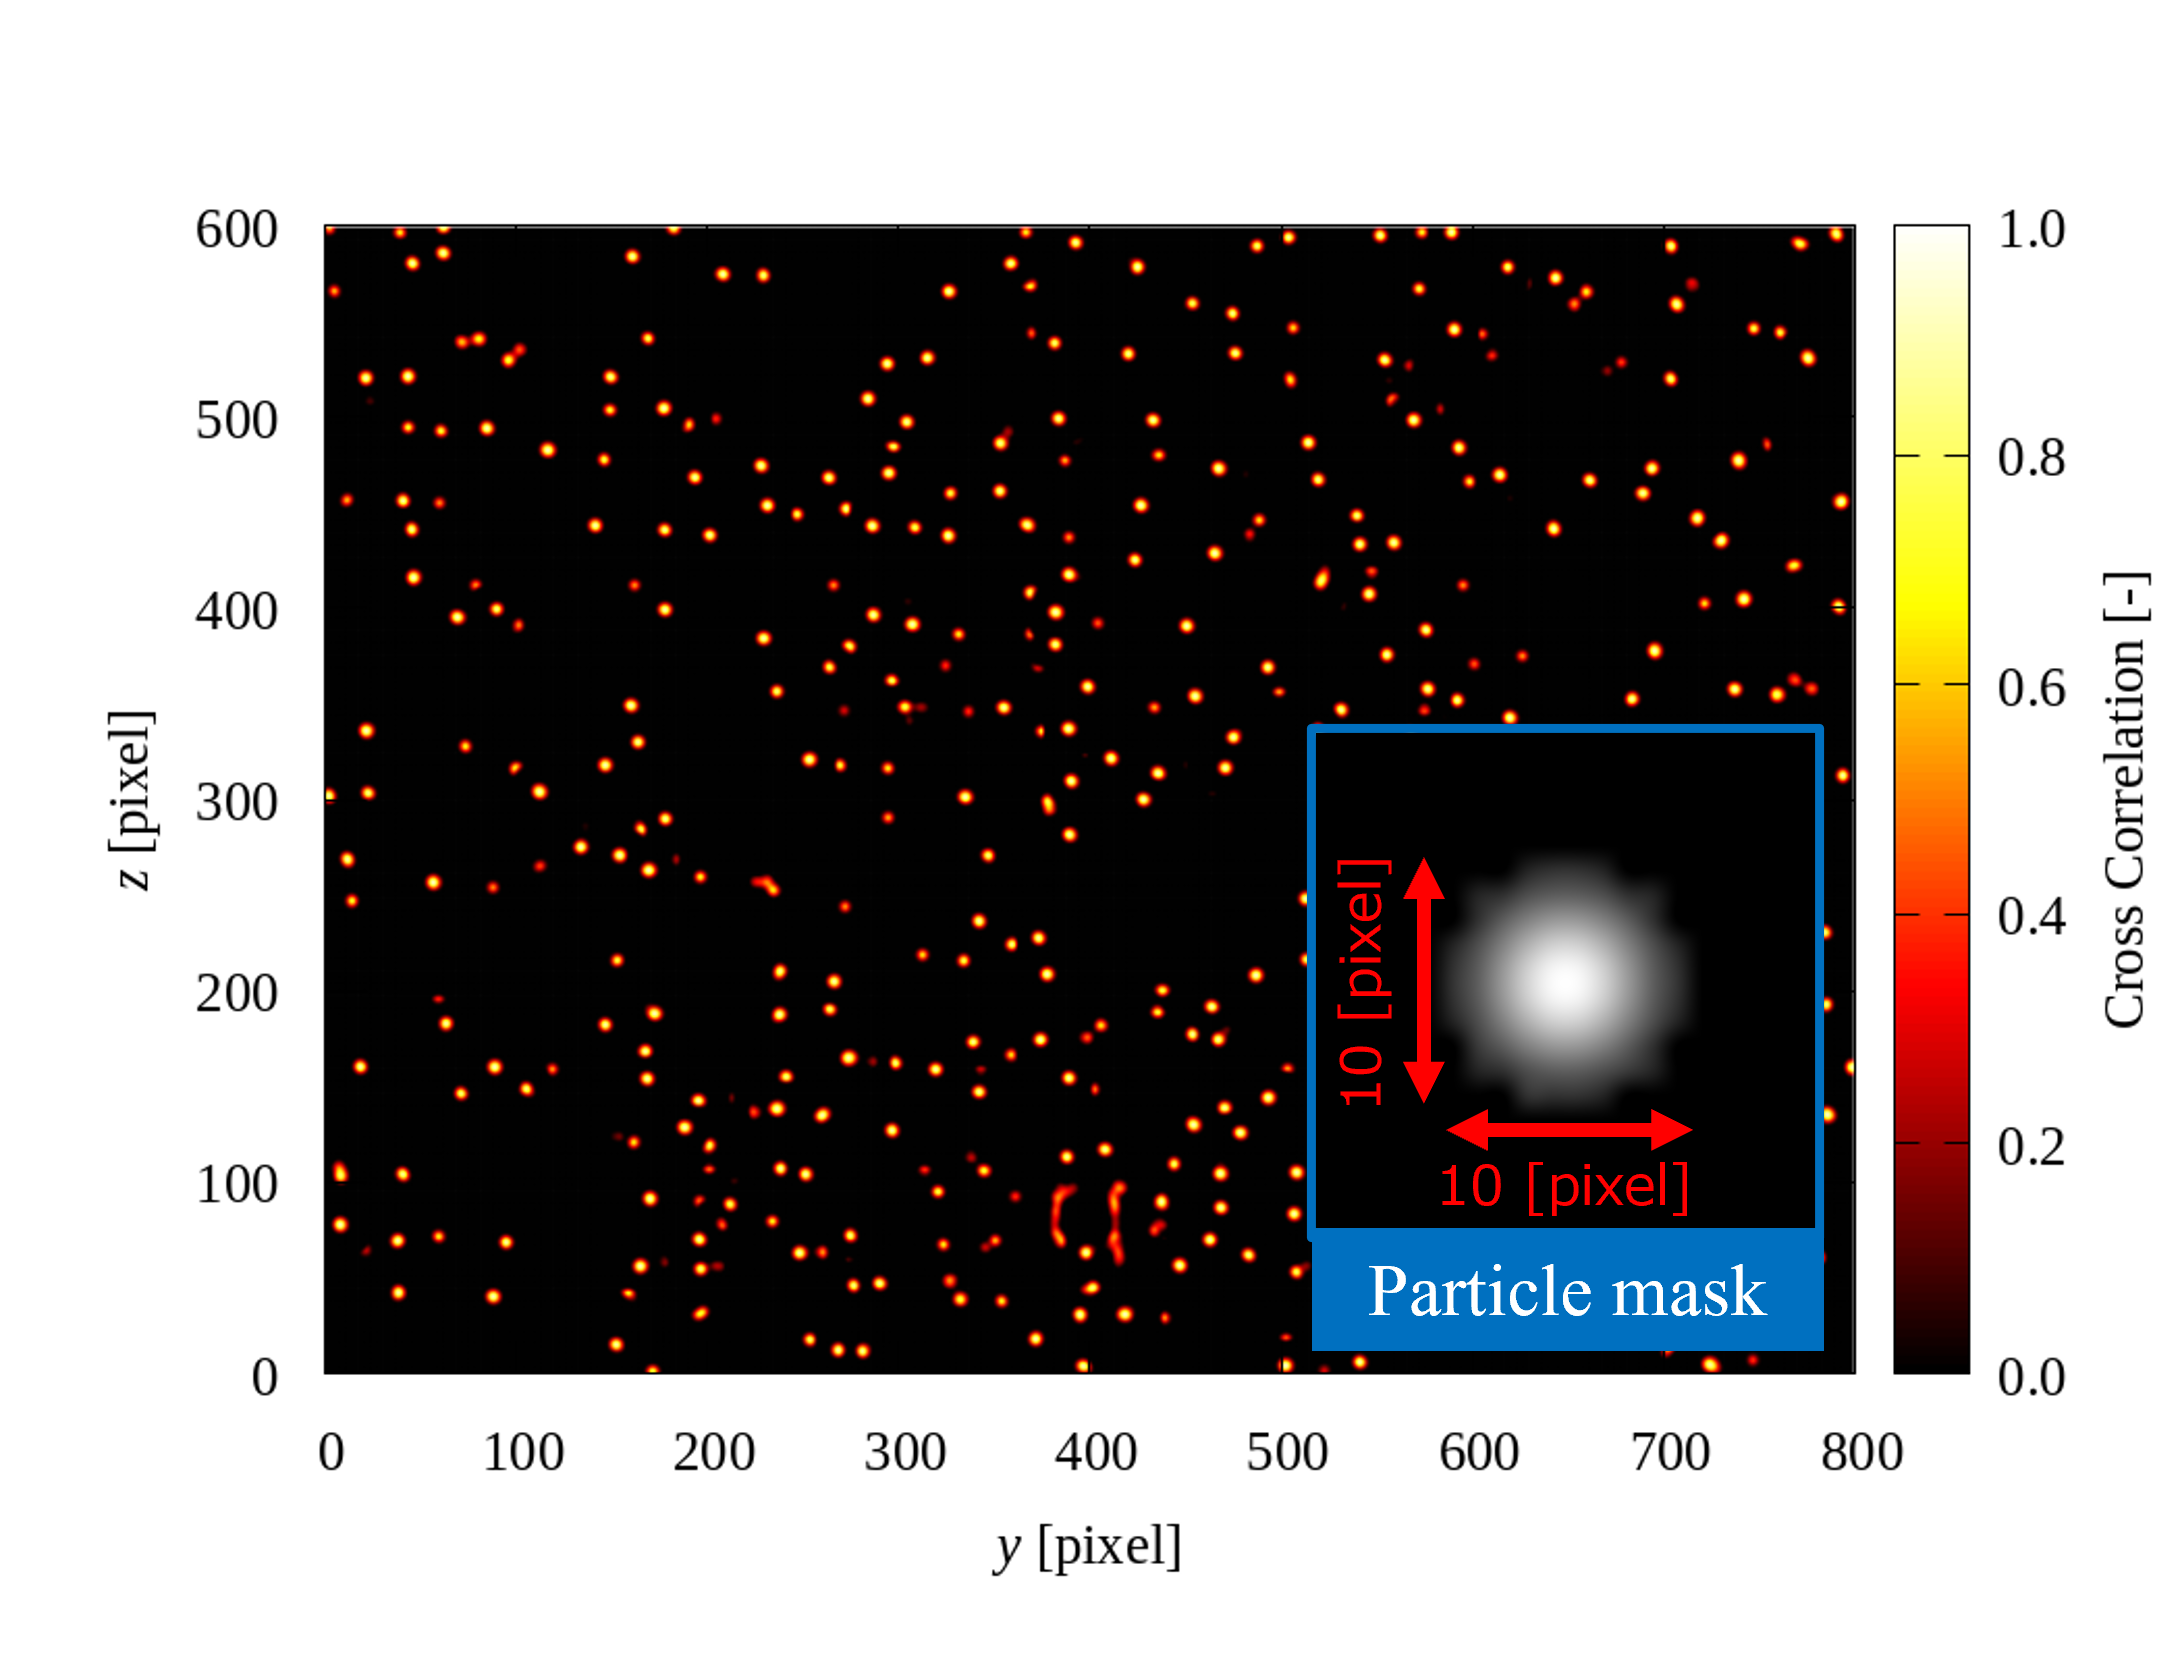 600
500
400
300
200
100
0
z [pixel]
0 100 200 300 400 500 600 700 800
y [pixel]
1.0
0.8
0.6
0.4
0.2
0.0
Cross Correlation [-]
10 [pixel]
10 [pixel]
Particle mask